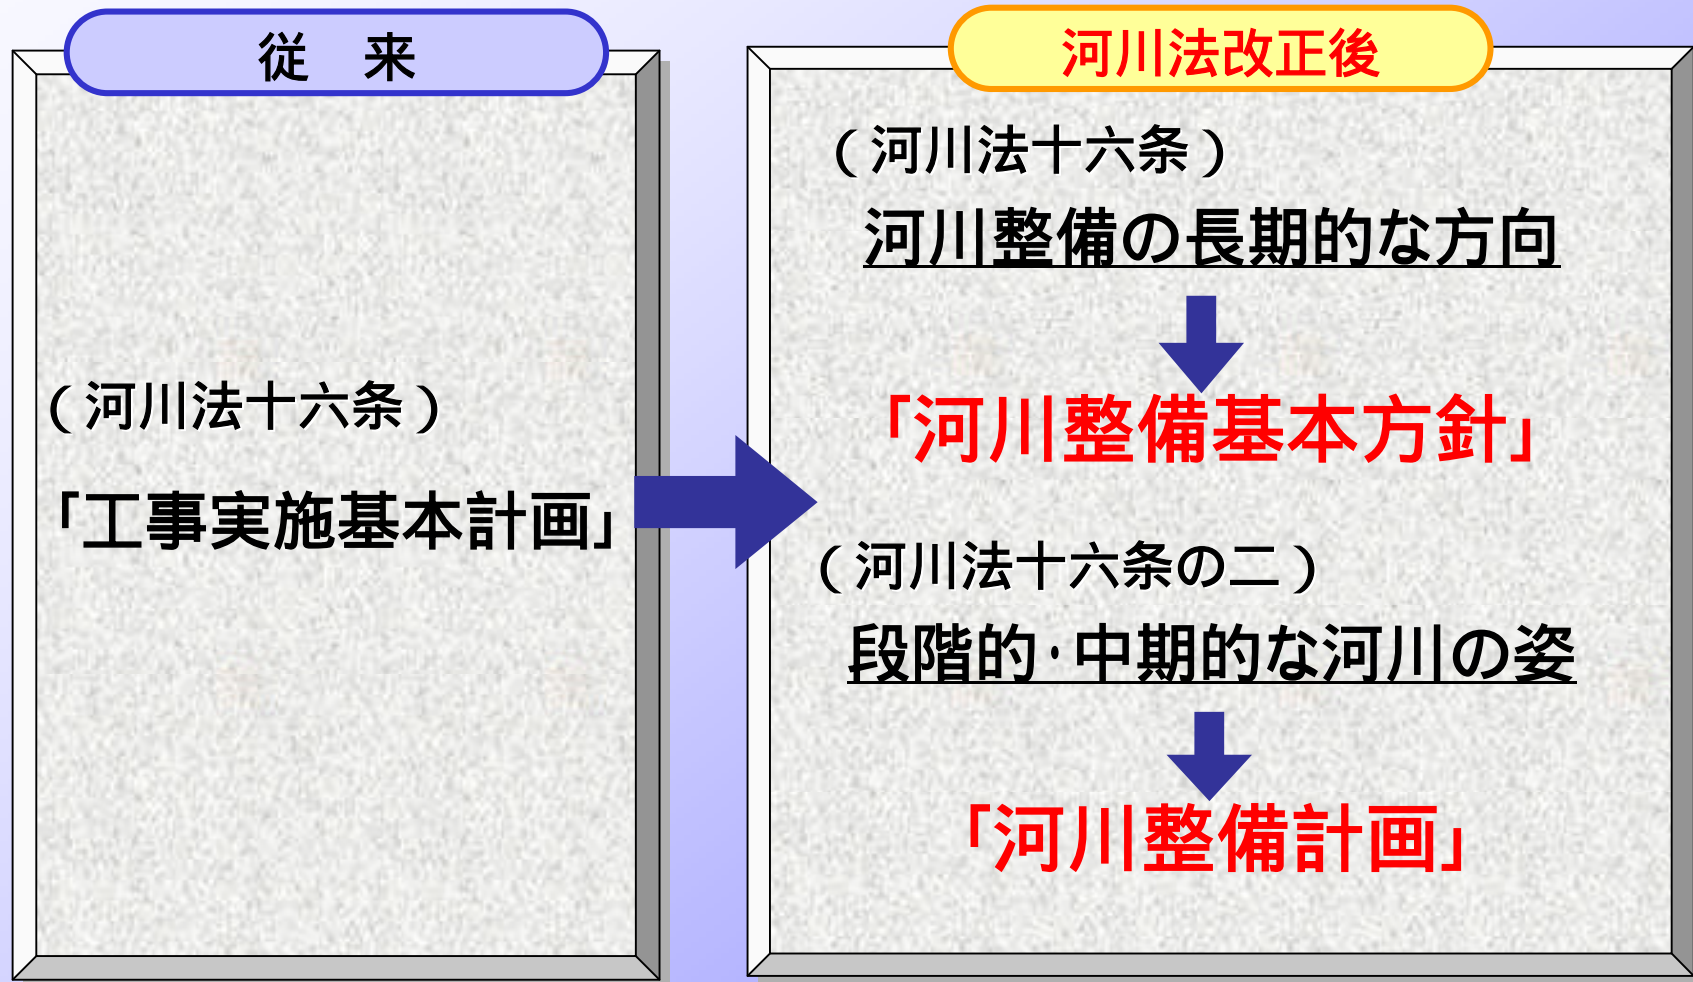 従　来
（河川法十六条）
「工事実施基本計画」
河川法改正後
（河川法十六条）
河川整備の長期的な方向
「河川整備基本方針」
（河川法十六条の二）
段階的・中期的な河川の姿
「河川整備計画」